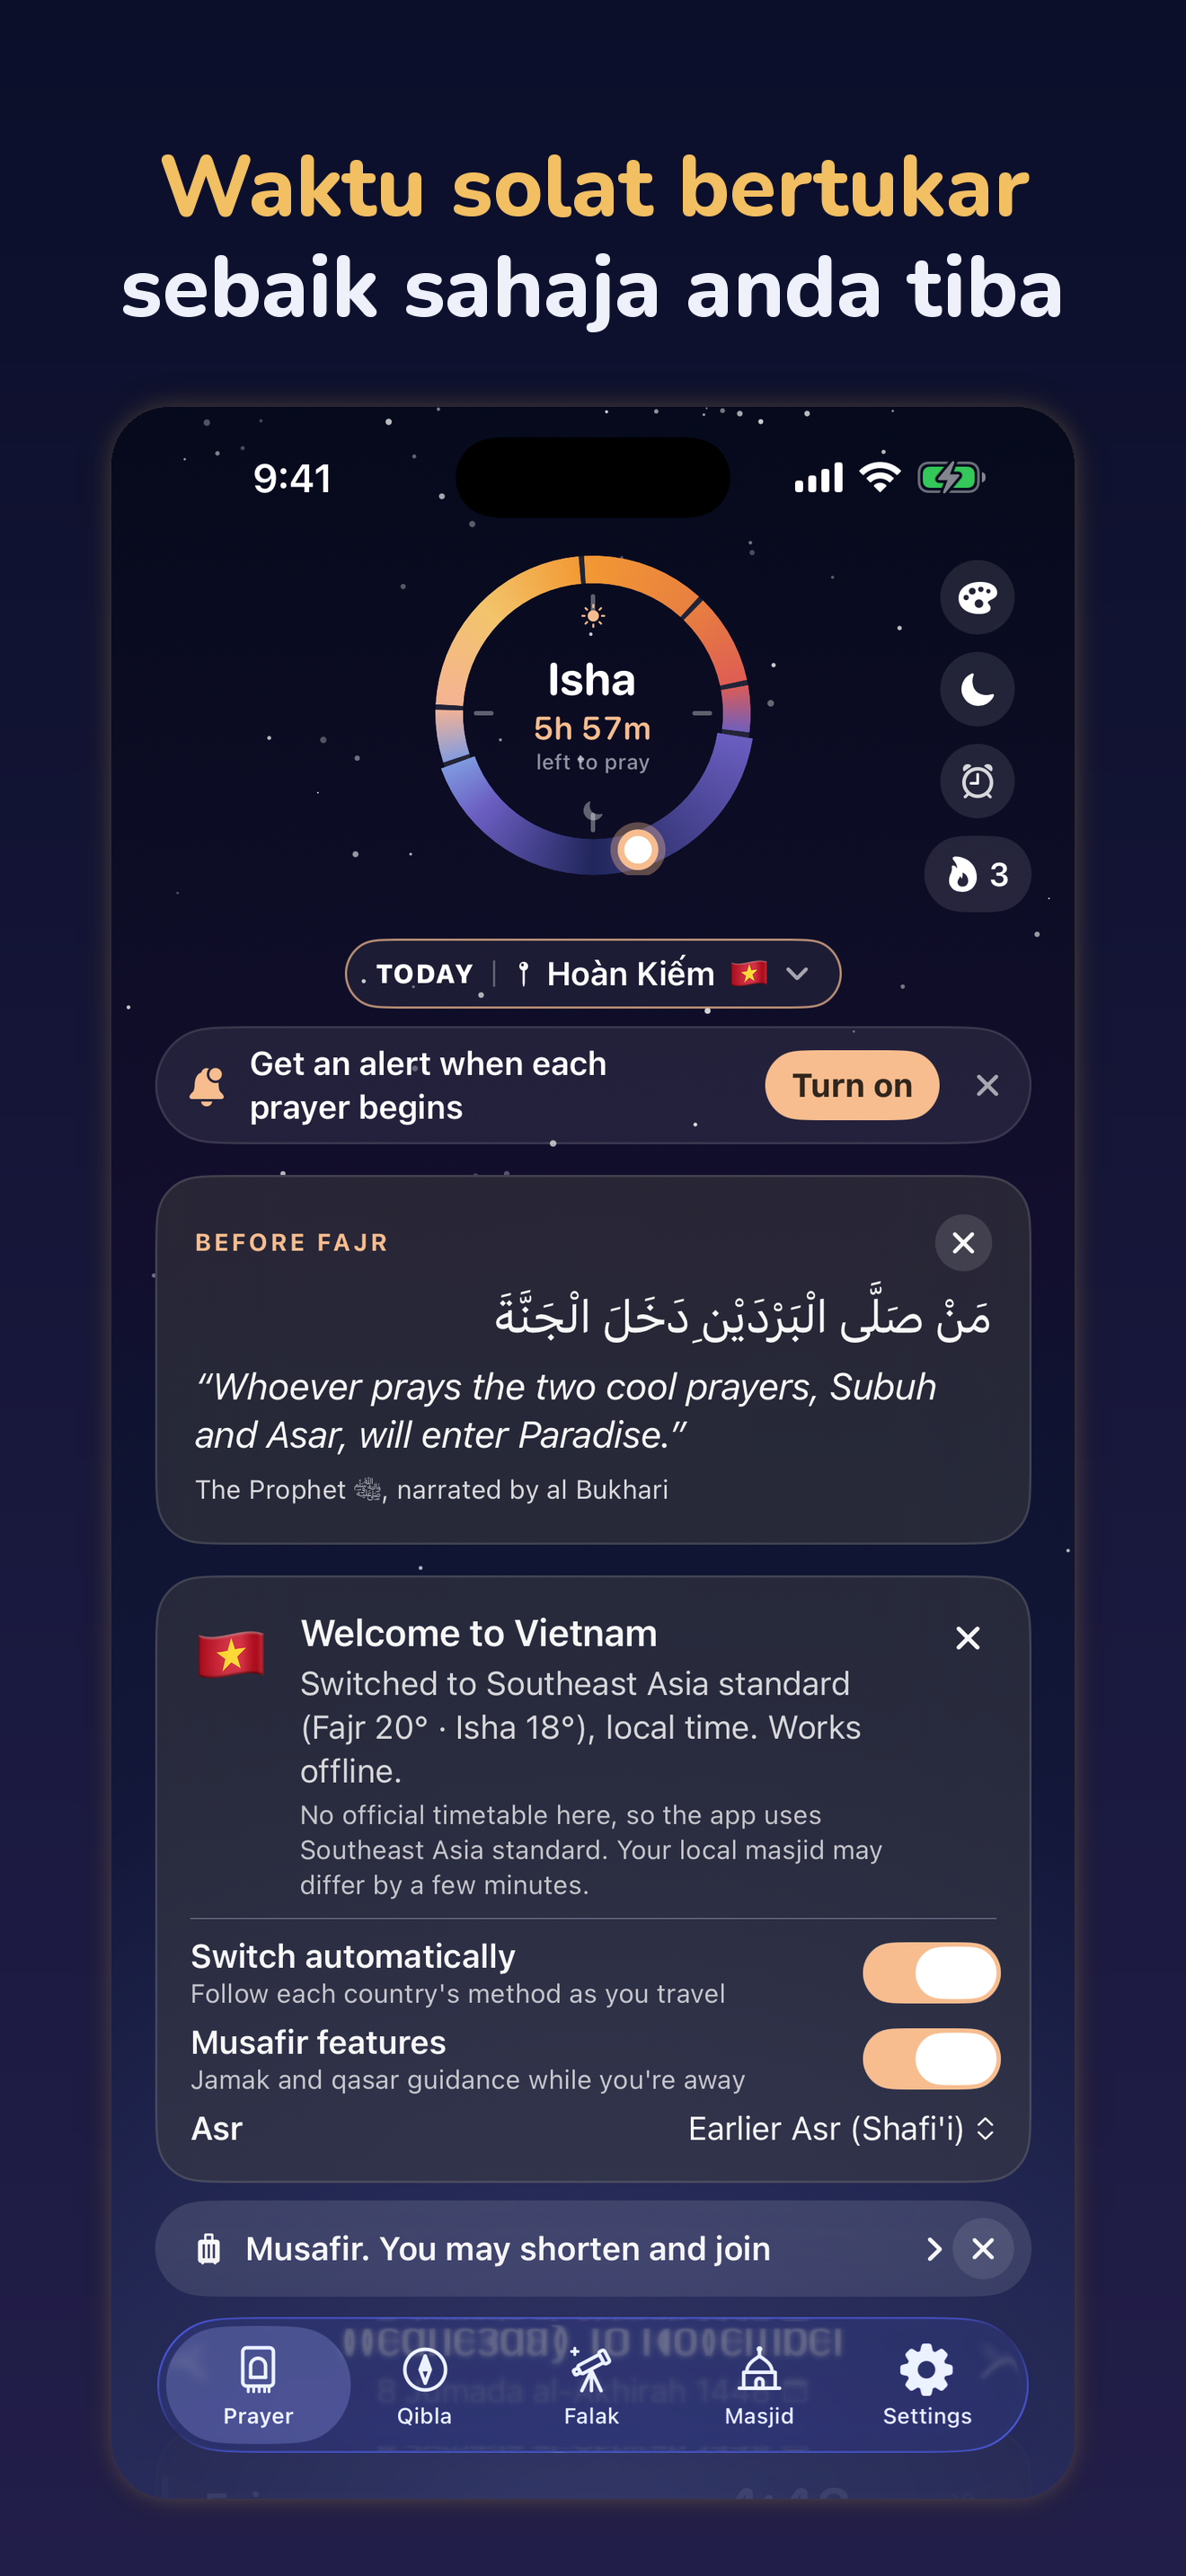 Waktu solat bertukar
sebaik sahaja anda tiba
9:41
Isha
5h 57m
left to pray
3
TODAY | Hoàn Kiếm
Get an alert when each
prayer begins
Turn on
BEFORE FAJR
مَنْ صَلَّى الْبَرْدَيْنِ دَخَلَ الْجَنَّةَ
“Whoever prays the two cool prayers, Subuh
and Asar, will enter Paradise.”
The Prophet ﷺ, narrated by al Bukhari
Welcome to Vietnam
Switched to Southeast Asia standard
(Fajr 20° · Isha 18°), local time. Works
offline.
No official timetable here, so the app uses
Southeast Asia standard. Your local masjid may
differ by a few minutes.
Switch automatically
Follow each country's method as you travel
Musafir features
Jamak and qasar guidance while you're away
Asr
Earlier Asr (Shafi'i)
Musafir. You may shorten and join
8 Jumada al-Akhirah 1448
Prayer
Qibla
Falak
Masjid
Settings